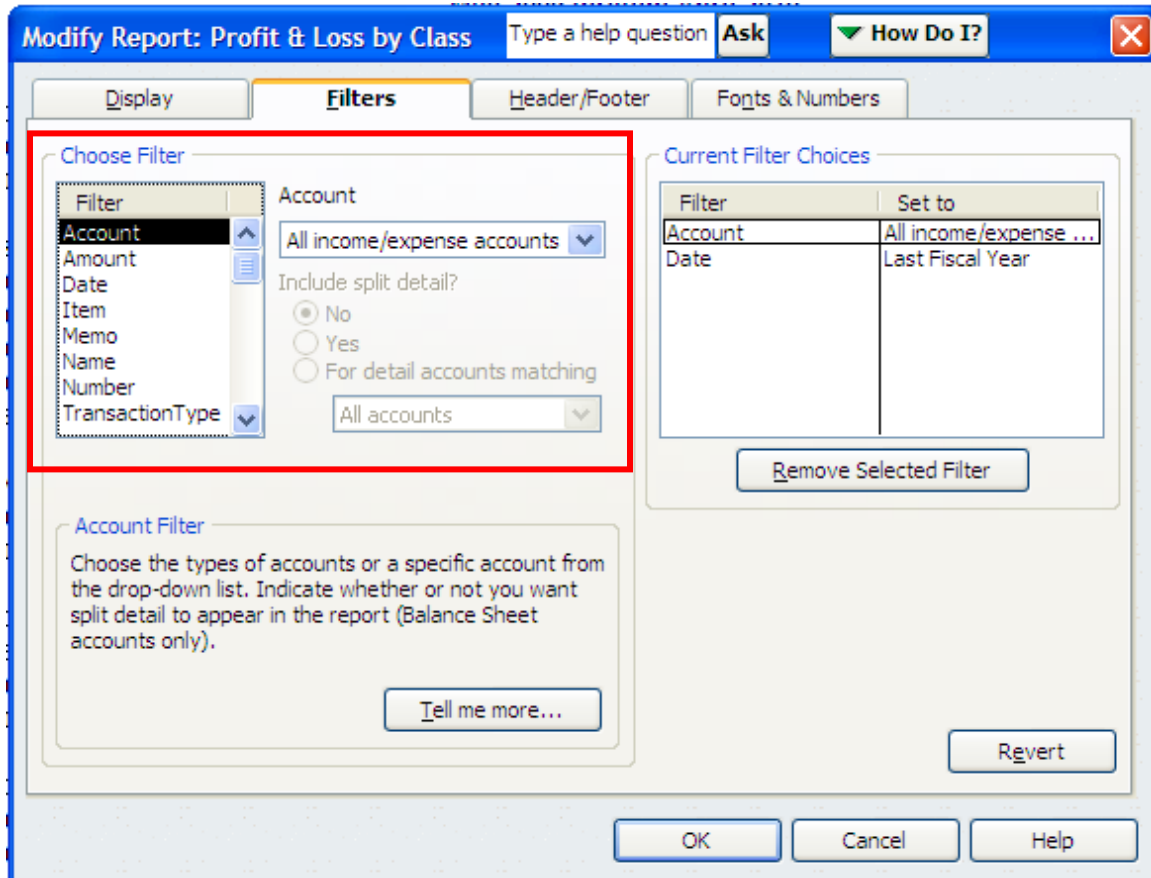 Modify Report: Profit & Loss by Class
Type a help question
Ask
How Do I?
Display
Filters
Header/Footer
Fonts & Numbers
Choose Filter
Filter
Account
Amount
Date
Item
Memo
Name
Number
TransactionType
Account
All income/expense accounts
Include split detail?
No
Yes
For detail accounts matching
All accounts
Account Filter
Choose the types of accounts or a specific account from
the drop-down list. Indicate whether or not you want
split detail to appear in the report (Balance Sheet
accounts only).
Tell me more...
Current Filter Choices
Filter Set to
Account All income/expense ...
Date Last Fiscal Year
Remove Selected Filter
Revert
OK
Cancel
Help